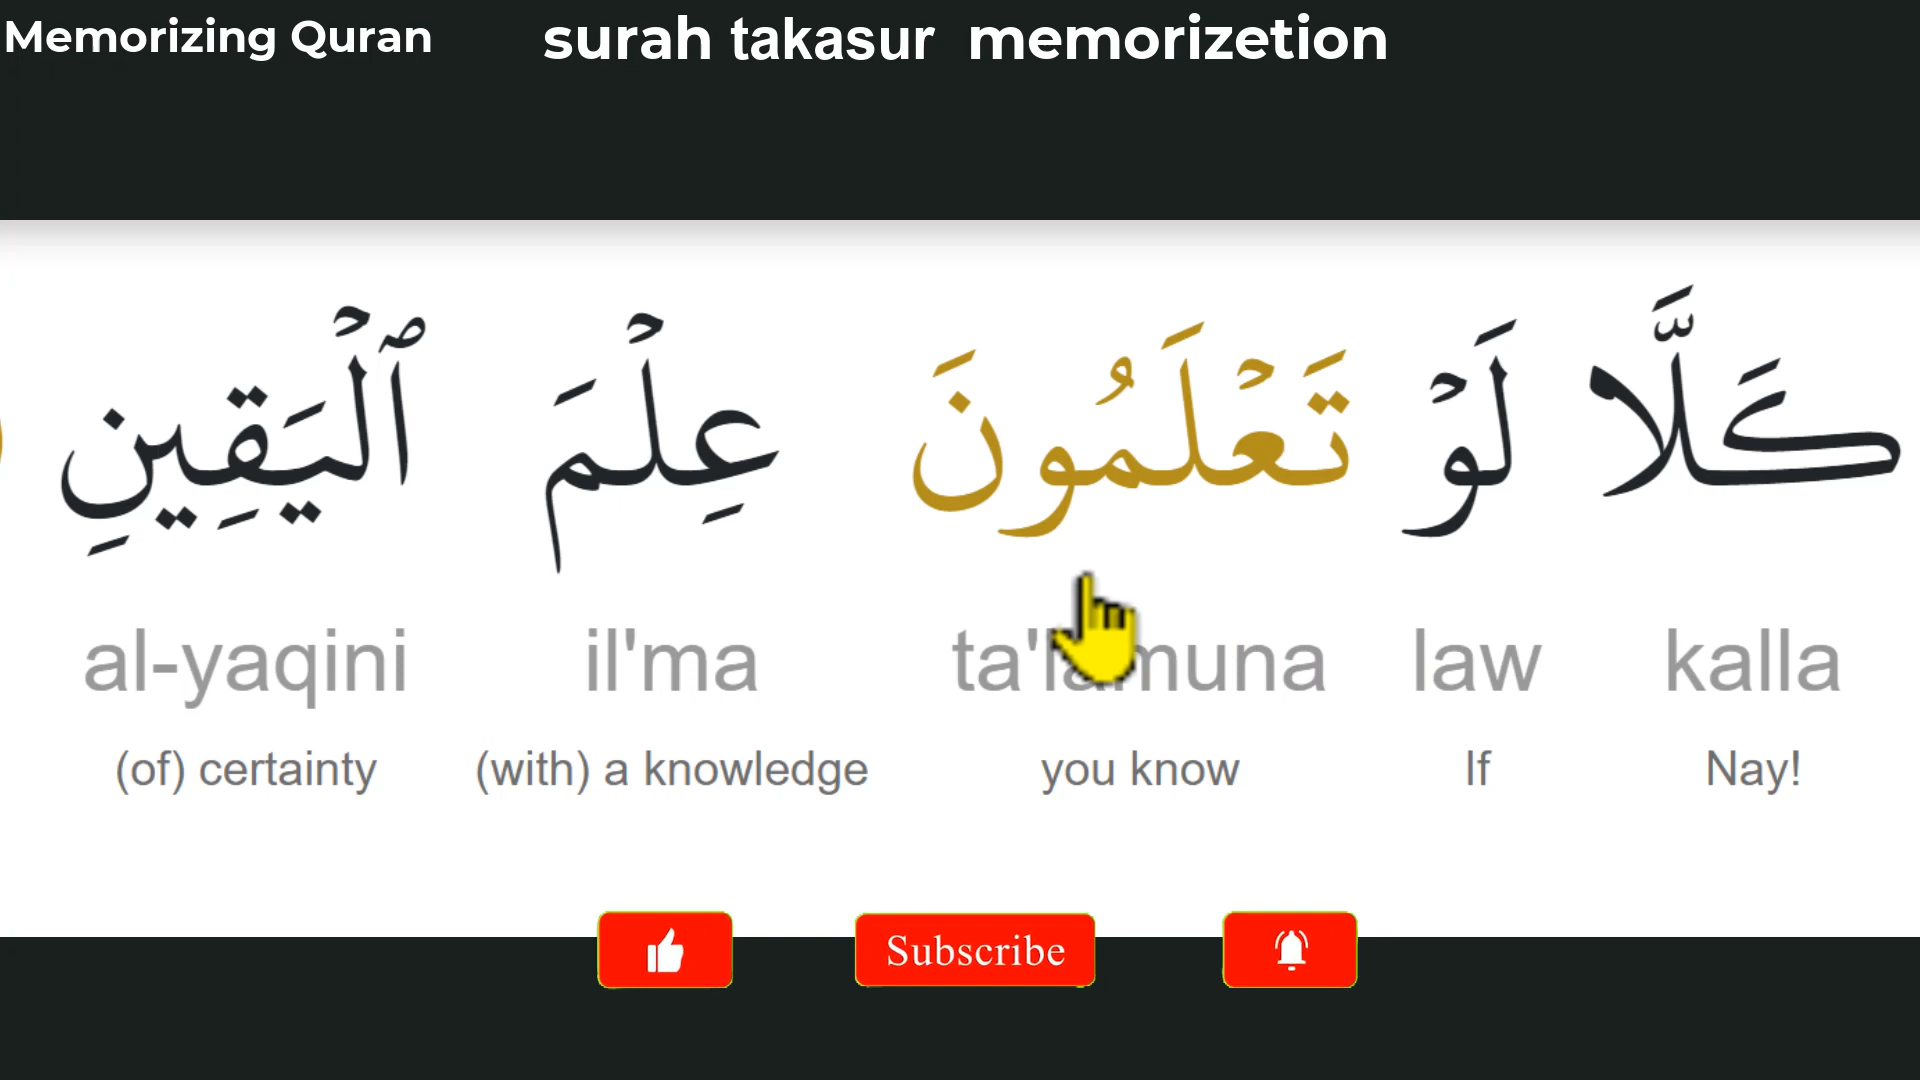 Memorizing Quran
surah takasur memorizetion
كَلَّا لَوْ تَعْلَمُونَ عِلْمَ ٱلْيَقِينِ
kalla law ta'lamuna il'ma al-yaqini
Nay! If you know (with) a knowledge (of) certainty
Subscribe